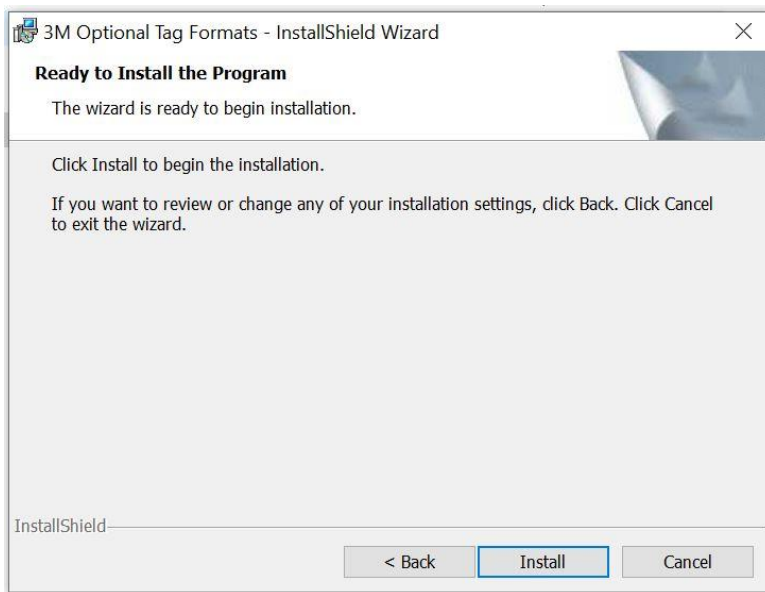 3M Optional Tag Formats - InstallShield Wizard
Ready to Install the Program
The wizard is ready to begin installation.
Click Install to begin the installation.
If you want to review or change any of your installation settings, click Back. Click Cancel
to exit the wizard.
InstallShield
< Back
Install
Cancel